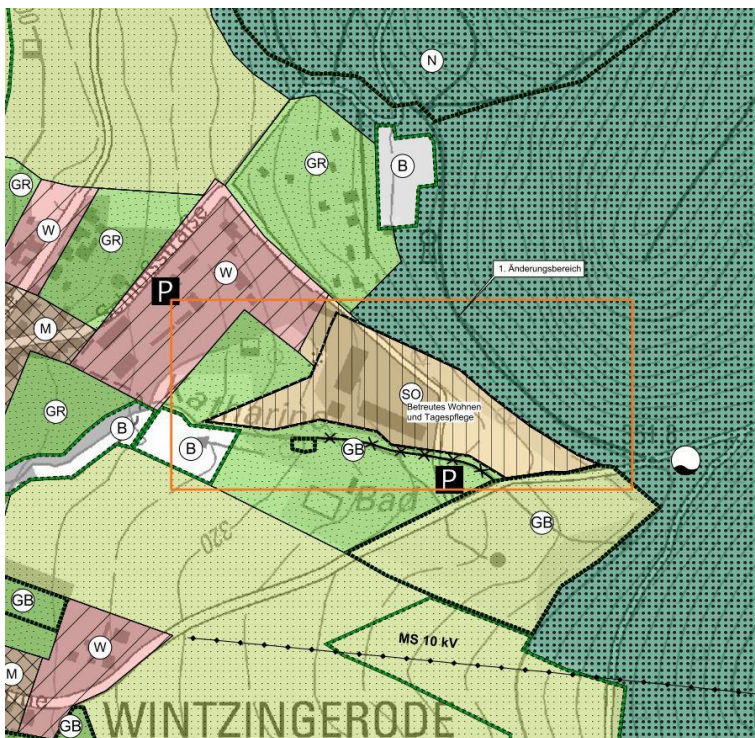 N
B
GR
GR
W
GR
W
1. Änderungsbereich
P
M
SO
Betreutes Wohnen
und Tagespflege
GR
B
B
GB
P
Bad
GB
320
GB
W
MS 10 kV
M
GB
WINTZINGERODE